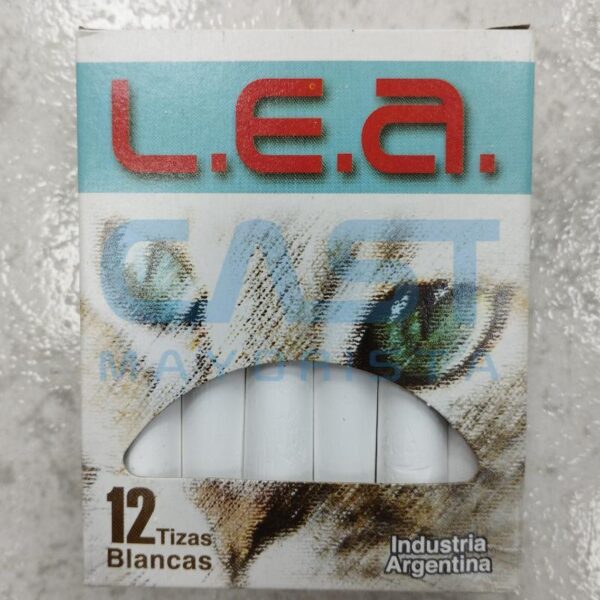 L.E.a.
CAST
MAYORISTA
12 Tizas
Blancas
Industria
Argentina